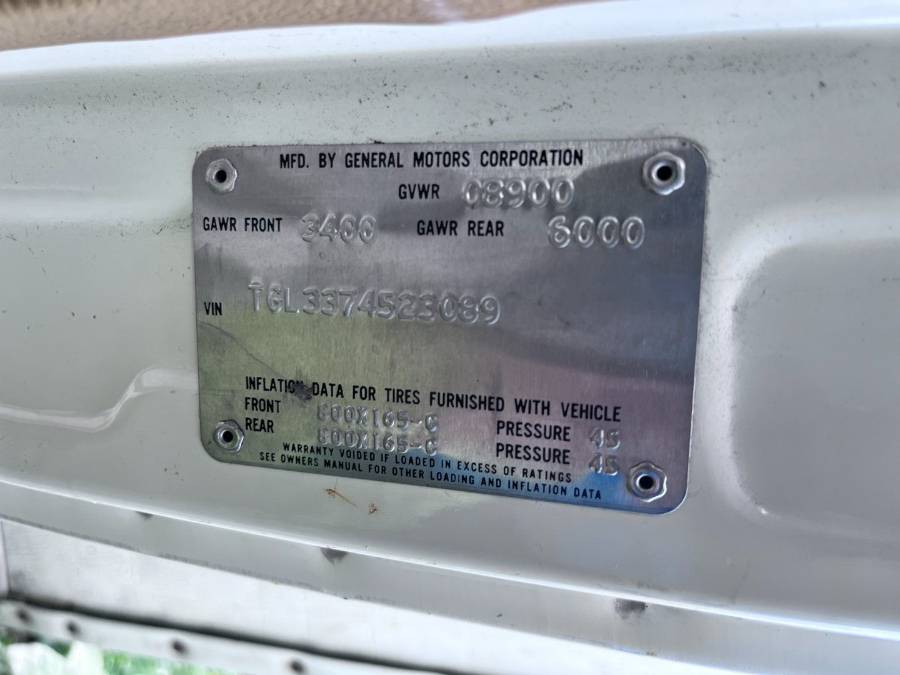 MFD. BY GENERAL MOTORS CORPORATION
GVWR 08900
GAWR FRONT 3400 GAWR REAR 6000
VIN TGL3374523089
INFLATION DATA FOR TIRES FURNISHED WITH VEHICLE
FRONT 800X165-C PRESSURE 45
REAR 800X165-C PRESSURE 45
WARRANTY VOIDED IF LOADED IN EXCESS OF RATINGS
SEE OWNERS MANUAL FOR OTHER LOADING AND INFLATION DATA